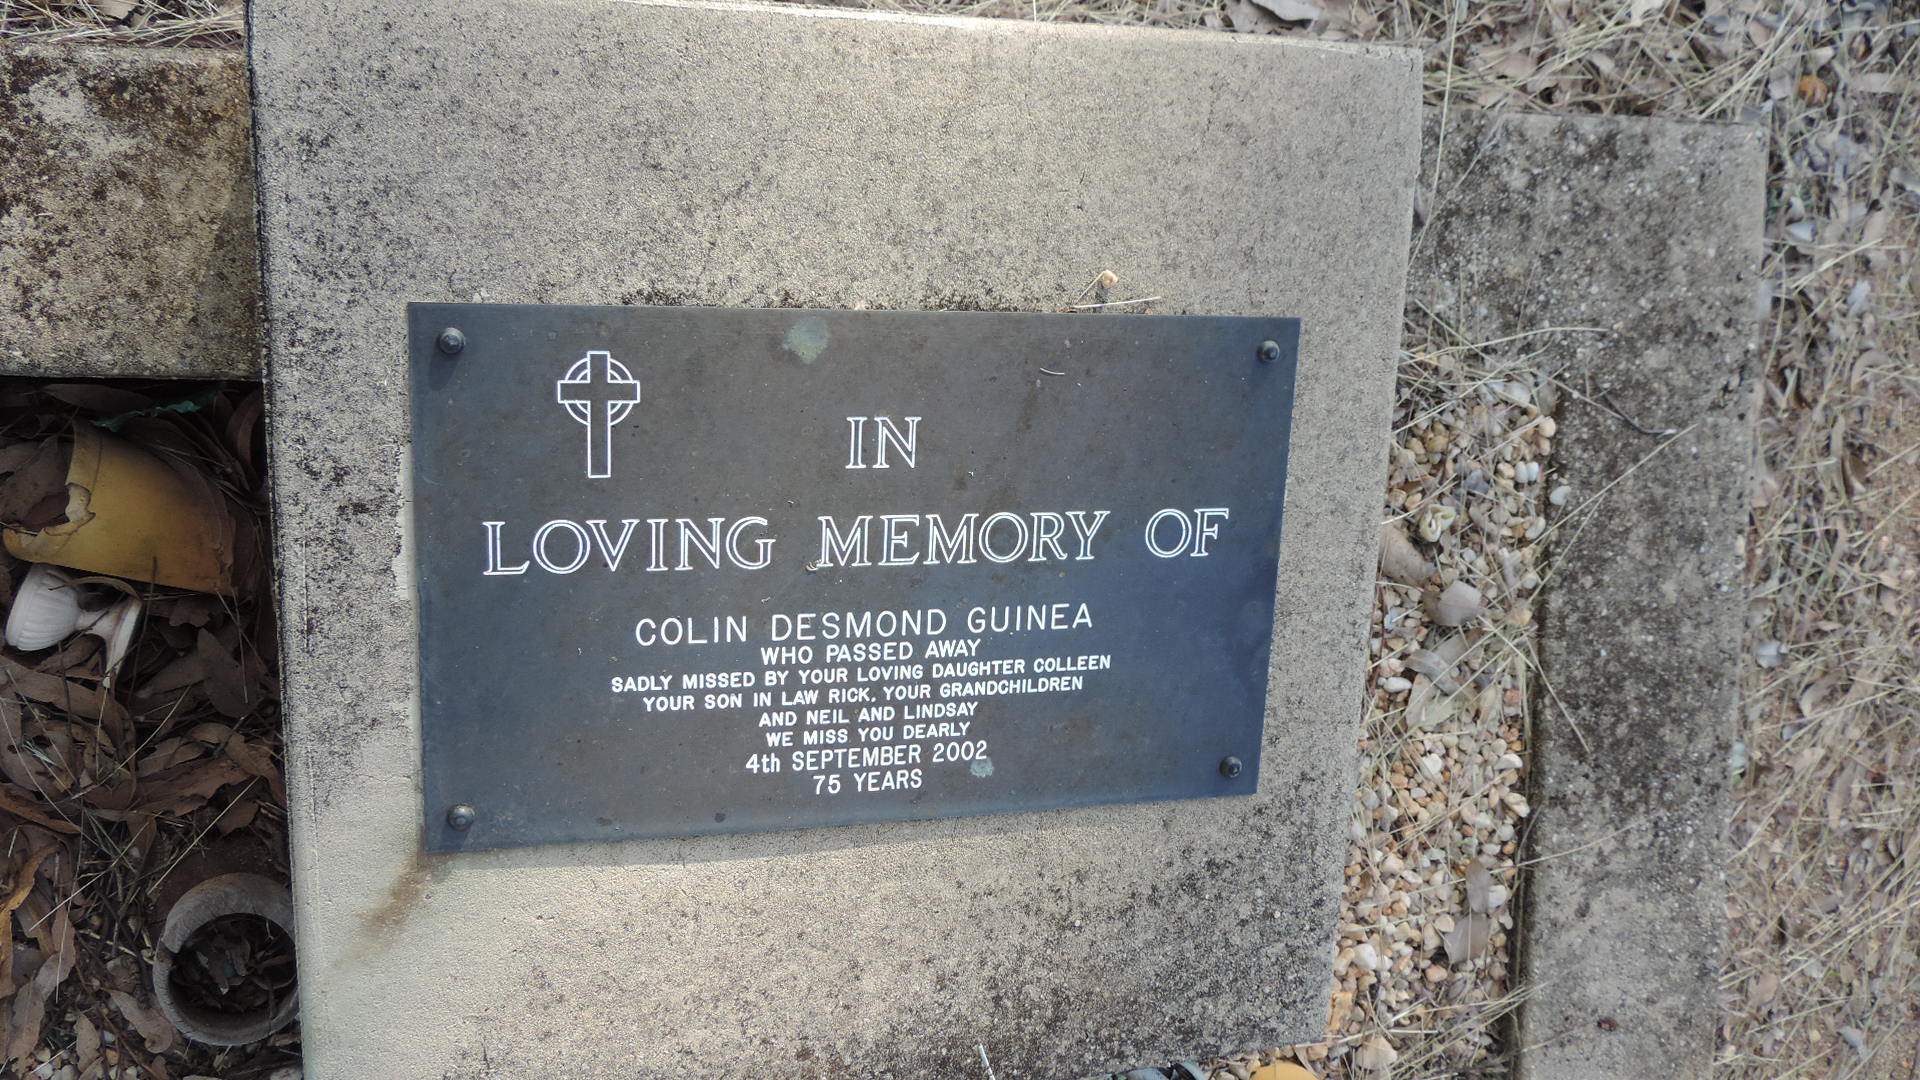 IN
LOVING MEMORY OF
COLIN DESMOND GUINEA
WHO PASSED AWAY
SADLY MISSED BY YOUR LOVING DAUGHTER COLLEEN
YOUR SON IN LAW RICK, YOUR GRANDCHILDREN
AND NEIL AND LINDSAY
WE MISS YOU DEARLY
4th SEPTEMBER 2002
75 YEARS